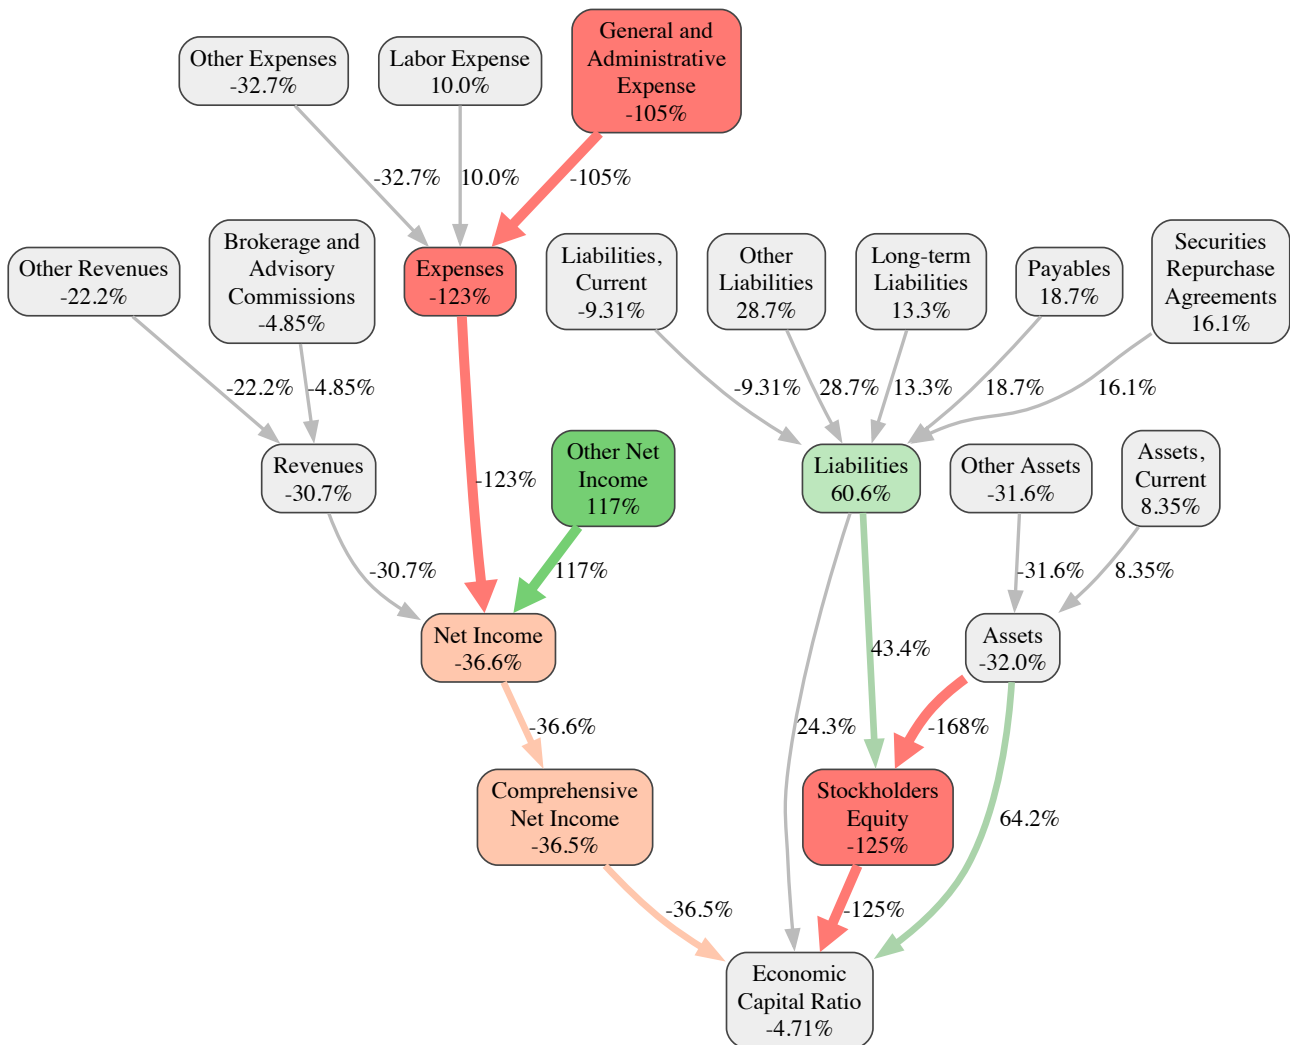 General and
Administrative
Expense
-105%
Other Expenses
-32.7%
Labor Expense
10.0%
-32.7%
10.0%
-105%
Other Revenues
-22.2%
Brokerage and
Advisory
Commissions
-4.85%
Expenses
-123%
Liabilities,
Current
-9.31%
Other
Liabilities
28.7%
Long-term
Liabilities
13.3%
Payables
18.7%
Securities
Repurchase
Agreements
16.1%
-22.2%
-4.85%
-9.31%
28.7%
13.3%
18.7%
16.1%
Revenues
-30.7%
-123%
Other Net
Income
117%
Liabilities
60.6%
Other Assets
-31.6%
Assets,
Current
8.35%
-30.7%
117%
-31.6%
8.35%
Net Income
-36.6%
43.4%
Assets
-32.0%
-36.6%
24.3%
-168%
Comprehensive
Net Income
-36.5%
Stockholders
Equity
-125%
64.2%
-36.5%
-125%
Economic
Capital Ratio
-4.71%